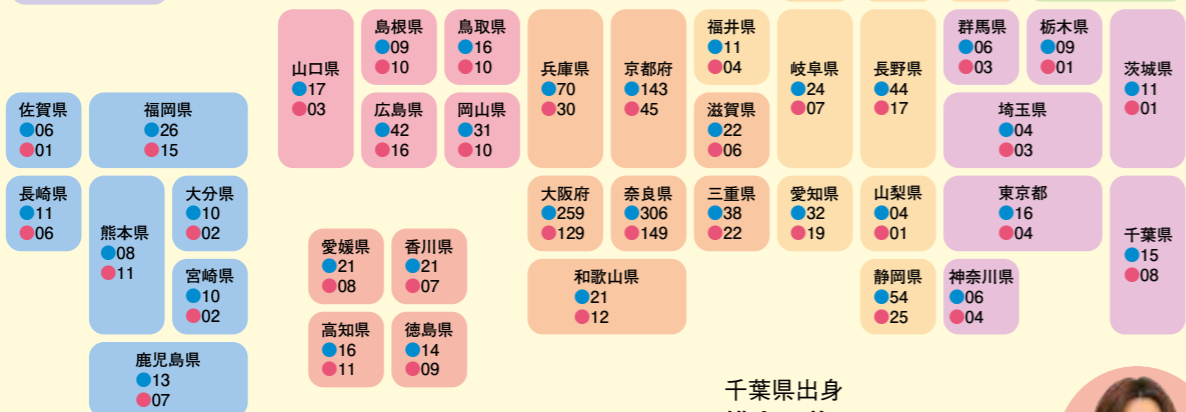 島根県
●09
●10
鳥取県
●16
●10
福井県
●11
●04
群馬県
●06
●03
栃木県
●09
●01
山口県
●17
●03
兵庫県
●70
●30
京都府
●143
●45
岐阜県
●24
●07
長野県
●44
●17
茨城県
●11
●01
佐賀県
●06
●01
福岡県
●26
●15
広島県
●42
●16
岡山県
●31
●10
滋賀県
●22
●06
埼玉県
●04
●03
長崎県
●11
●06
熊本県
●08
●11
大分県
●10
●02
大阪府
●259
●129
奈良県
●306
●149
三重県
●38
●22
愛知県
●32
●19
山梨県
●04
●01
東京都
●16
●04
千葉県
●15
●08
愛媛県
●21
●08
香川県
●21
●07
宮崎県
●10
●02
和歌山県
●21
●12
静岡県
●54
●25
神奈川県
●06
●04
高知県
●16
●11
徳島県
●14
●09
鹿児島県
●13
●07
千葉県出身